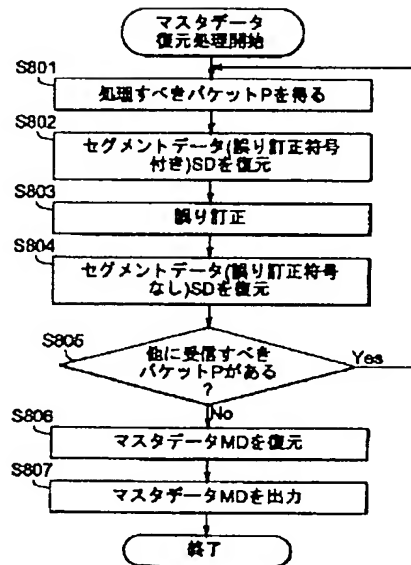 マスタデータ
復元処理開始
S801
処理すべきパケットPを得る
S802
セグメントデータ(誤り訂正符号
付き)SDを復元
S803
誤り訂正
S804
セグメントデータ(誤り訂正符号
なし)SDを復元
S805
他に受信すべき
パケットPがある
?
Yes
No
S806
マスタデータMDを復元
S807
マスタデータMDを出力
終了